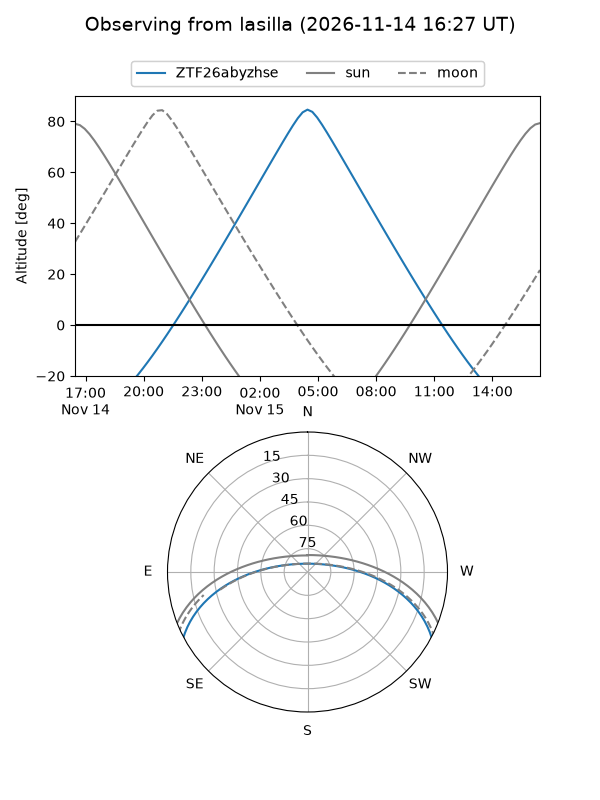 Observing from lasilla (2026-11-14 16:27 UT)
ZTF26abyzhse sun moon
Altitude [deg]
80
60
40
20
0
−20
17:00 20:00 23:00 02:00 05:00 08:00 11:00 14:00
Nov 14 Nov 15
N
NE NW
15
30
45
60
75
E W
SE SW
S